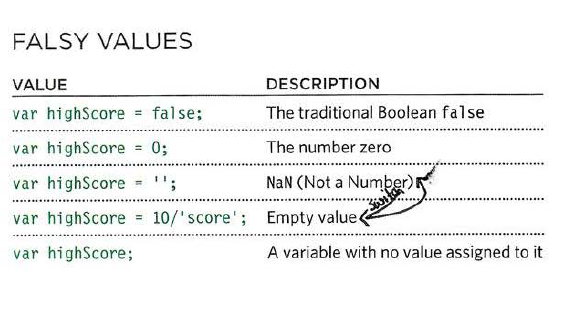 FALSY VALUES
VALUE DESCRIPTION
var highScore = false; The traditional Boolean false
var highScore = 0; The number zero
var highScore = ''; NaN (Not a Number)
switch
var highScore = 10/'score'; Empty value
var highScore; A variable with no value assigned to it